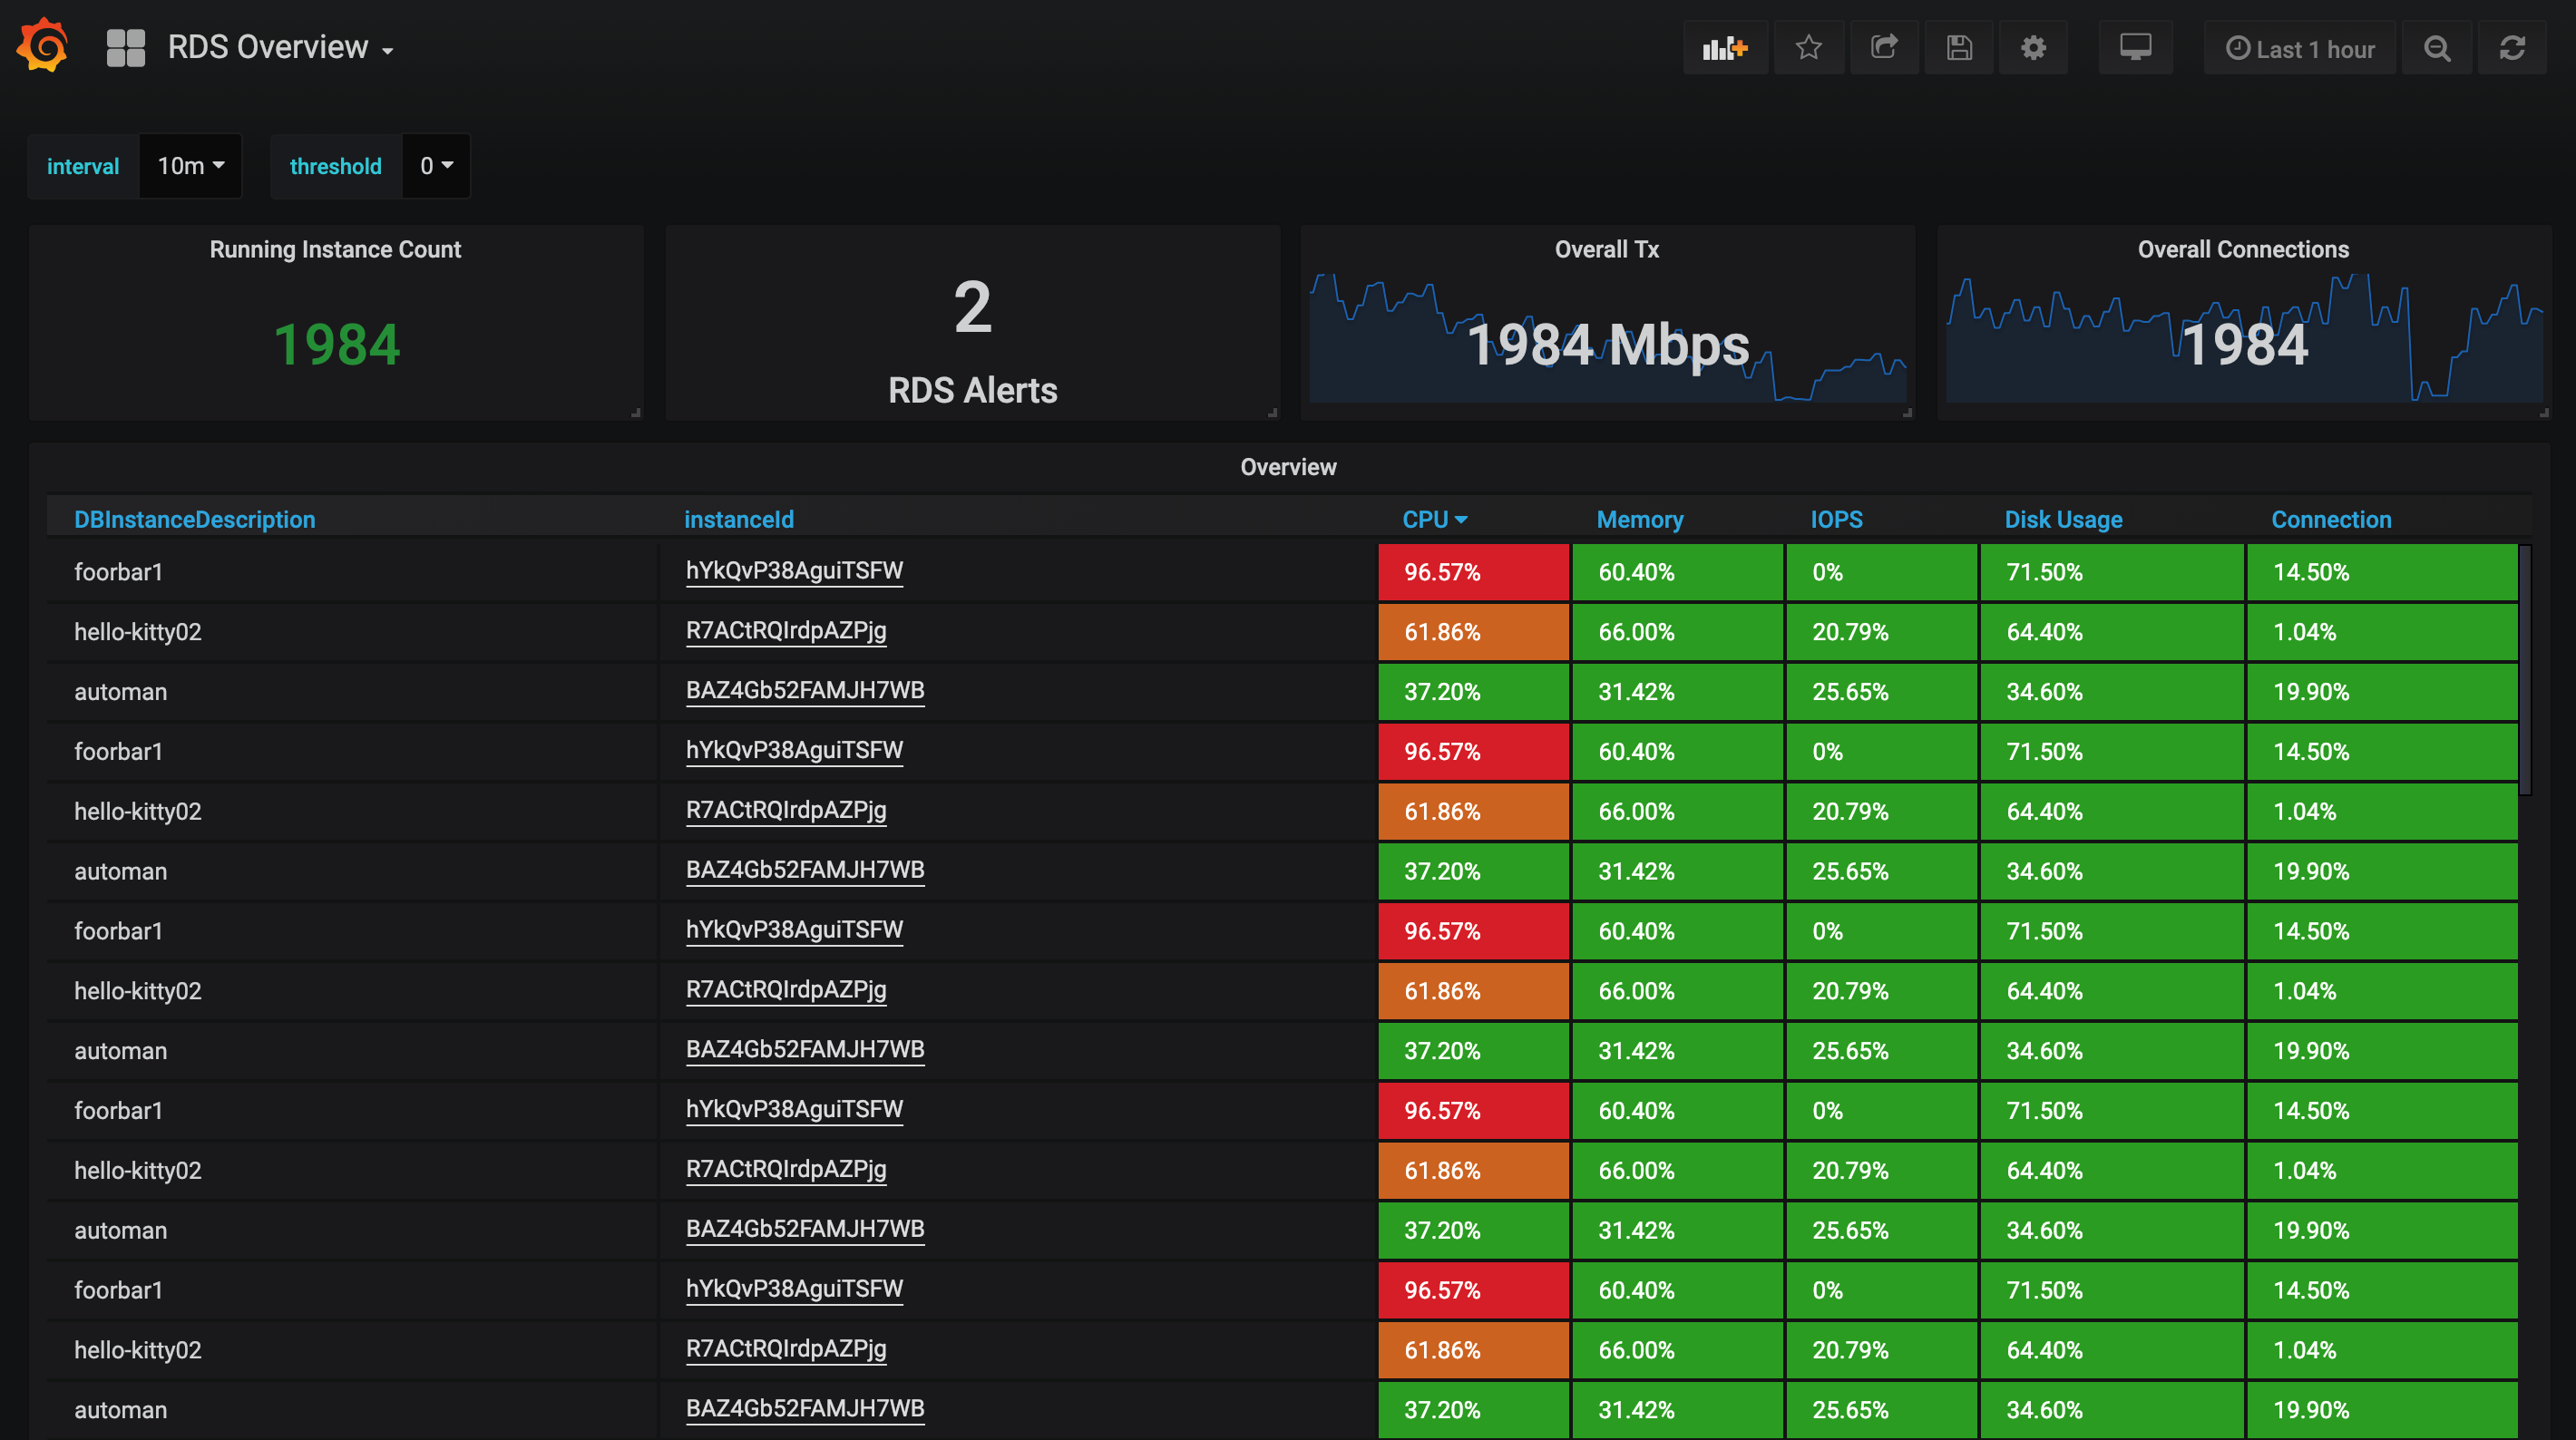 RDS Overview
Last 1 hour
interval 10m threshold 0
Running Instance Count
1984
2
RDS Alerts
Overall Tx
1984 Mbps
Overall Connections
1984
Overview
DBInstanceDescription instanceId CPU Memory IOPS Disk Usage Connection
foorbar1 hYkQvP38AguiTSFW 96.57% 60.40% 0% 71.50% 14.50%
hello-kitty02 R7ACtRQIrdpAZPjg 61.86% 66.00% 20.79% 64.40% 1.04%
automan BAZ4Gb52FAMJH7WB 37.20% 31.42% 25.65% 34.60% 19.90%
foorbar1 hYkQvP38AguiTSFW 96.57% 60.40% 0% 71.50% 14.50%
hello-kitty02 R7ACtRQIrdpAZPjg 61.86% 66.00% 20.79% 64.40% 1.04%
automan BAZ4Gb52FAMJH7WB 37.20% 31.42% 25.65% 34.60% 19.90%
foorbar1 hYkQvP38AguiTSFW 96.57% 60.40% 0% 71.50% 14.50%
hello-kitty02 R7ACtRQIrdpAZPjg 61.86% 66.00% 20.79% 64.40% 1.04%
automan BAZ4Gb52FAMJH7WB 37.20% 31.42% 25.65% 34.60% 19.90%
foorbar1 hYkQvP38AguiTSFW 96.57% 60.40% 0% 71.50% 14.50%
hello-kitty02 R7ACtRQIrdpAZPjg 61.86% 66.00% 20.79% 64.40% 1.04%
automan BAZ4Gb52FAMJH7WB 37.20% 31.42% 25.65% 34.60% 19.90%
foorbar1 hYkQvP38AguiTSFW 96.57% 60.40% 0% 71.50% 14.50%
hello-kitty02 R7ACtRQIrdpAZPjg 61.86% 66.00% 20.79% 64.40% 1.04%
automan BAZ4Gb52FAMJH7WB 37.20% 31.42% 25.65% 34.60% 19.90%